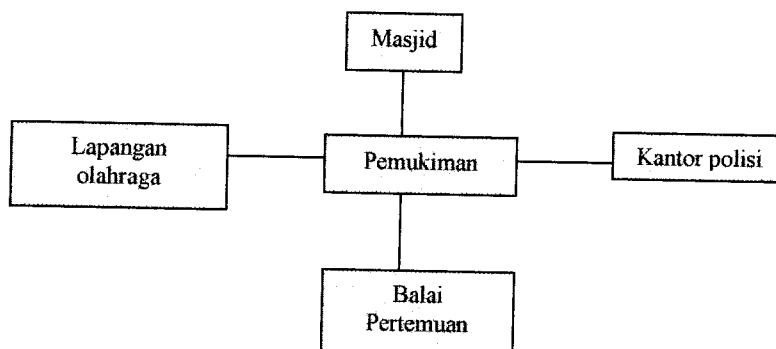 Masjid
Lapangan
olahraga
Pemukiman
Kantor polisi
Balai
Pertemuan